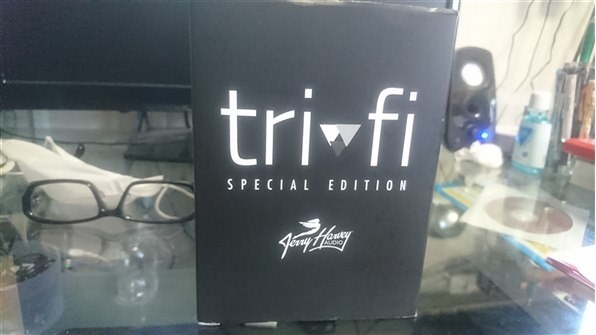 tri fi
SPECIAL EDITION
Jerry Harvey
AUDIO